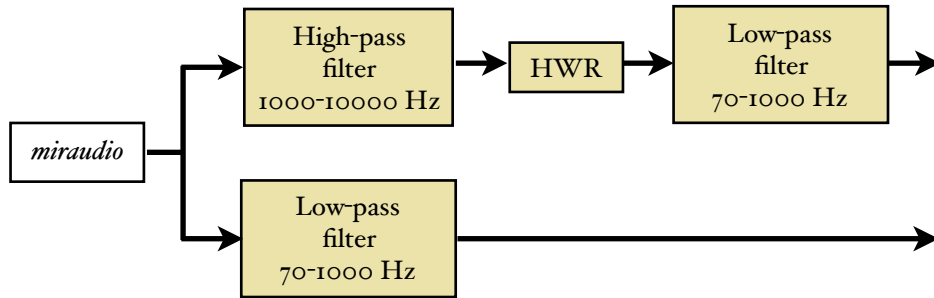 High-pass
filter
1000-10000 Hz
HWR
Low-pass
filter
70-1000 Hz
miraudio
Low-pass
filter
70-1000 Hz